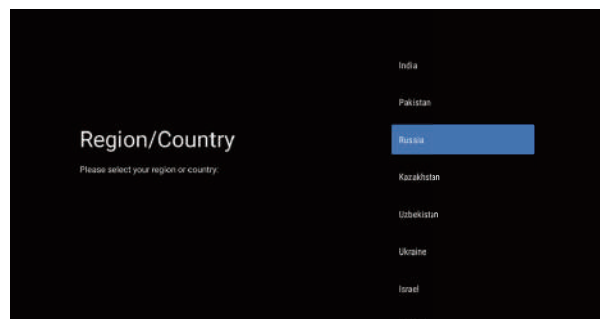 Region/Country
Please select your region or country:
India
Pakistan
Russia
Kazakhstan
Uzbekistan
Ukraine
Israel